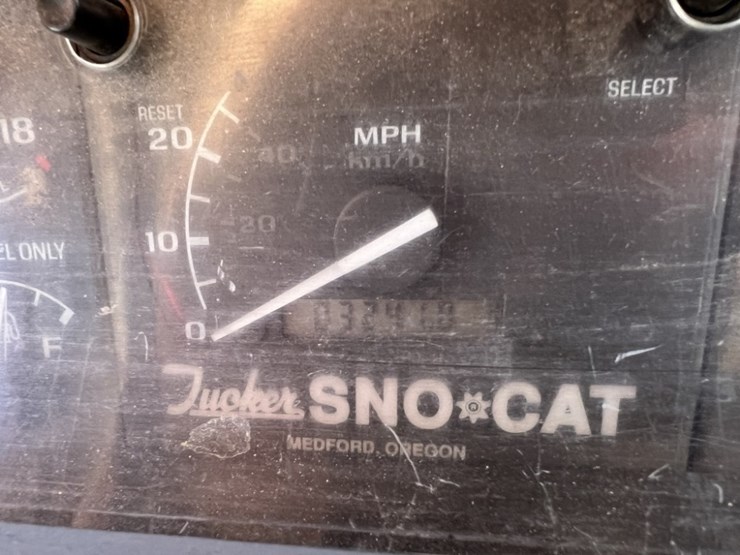 SELECT
RESET
18
20
MPH
40
km/h
20
10
EL ONLY
0
F
Tucker SNO CAT
MEDFORD, OREGON